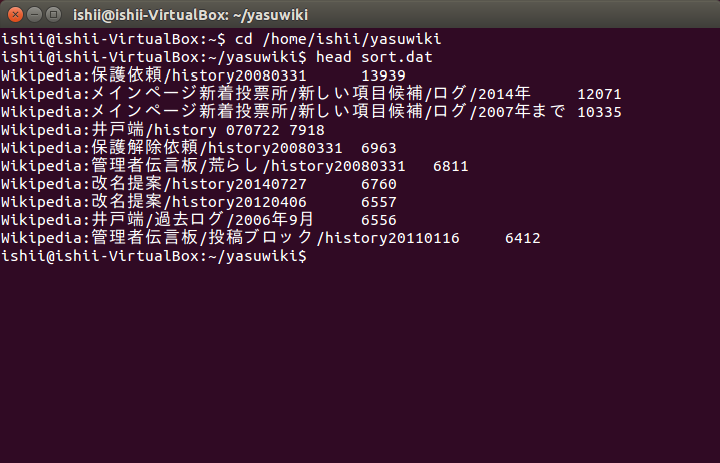 ishii@ishii-VirtualBox: ~/yasuwiki
ishii@ishii-VirtualBox:~$ cd /home/ishii/yasuwiki
ishii@ishii-VirtualBox:~/yasuwiki$ head sort.dat
Wikipedia:保護依頼/history20080331 13939
Wikipedia:メインページ新着投票所/新しい項目候補/ログ/2014年 12071
Wikipedia:メインページ新着投票所/新しい項目候補/ログ/2007年まで 10335
Wikipedia:井戸端/history 070722 7918
Wikipedia:保護解除依頼/history20080331 6963
Wikipedia:管理者伝言板/荒らし/history20080331 6811
Wikipedia:改名提案/history20140727 6760
Wikipedia:改名提案/history20120406 6557
Wikipedia:井戸端/過去ログ/2006年9月 6556
Wikipedia:管理者伝言板/投稿ブロック/history20110116 6412
ishii@ishii-VirtualBox:~/yasuwiki$